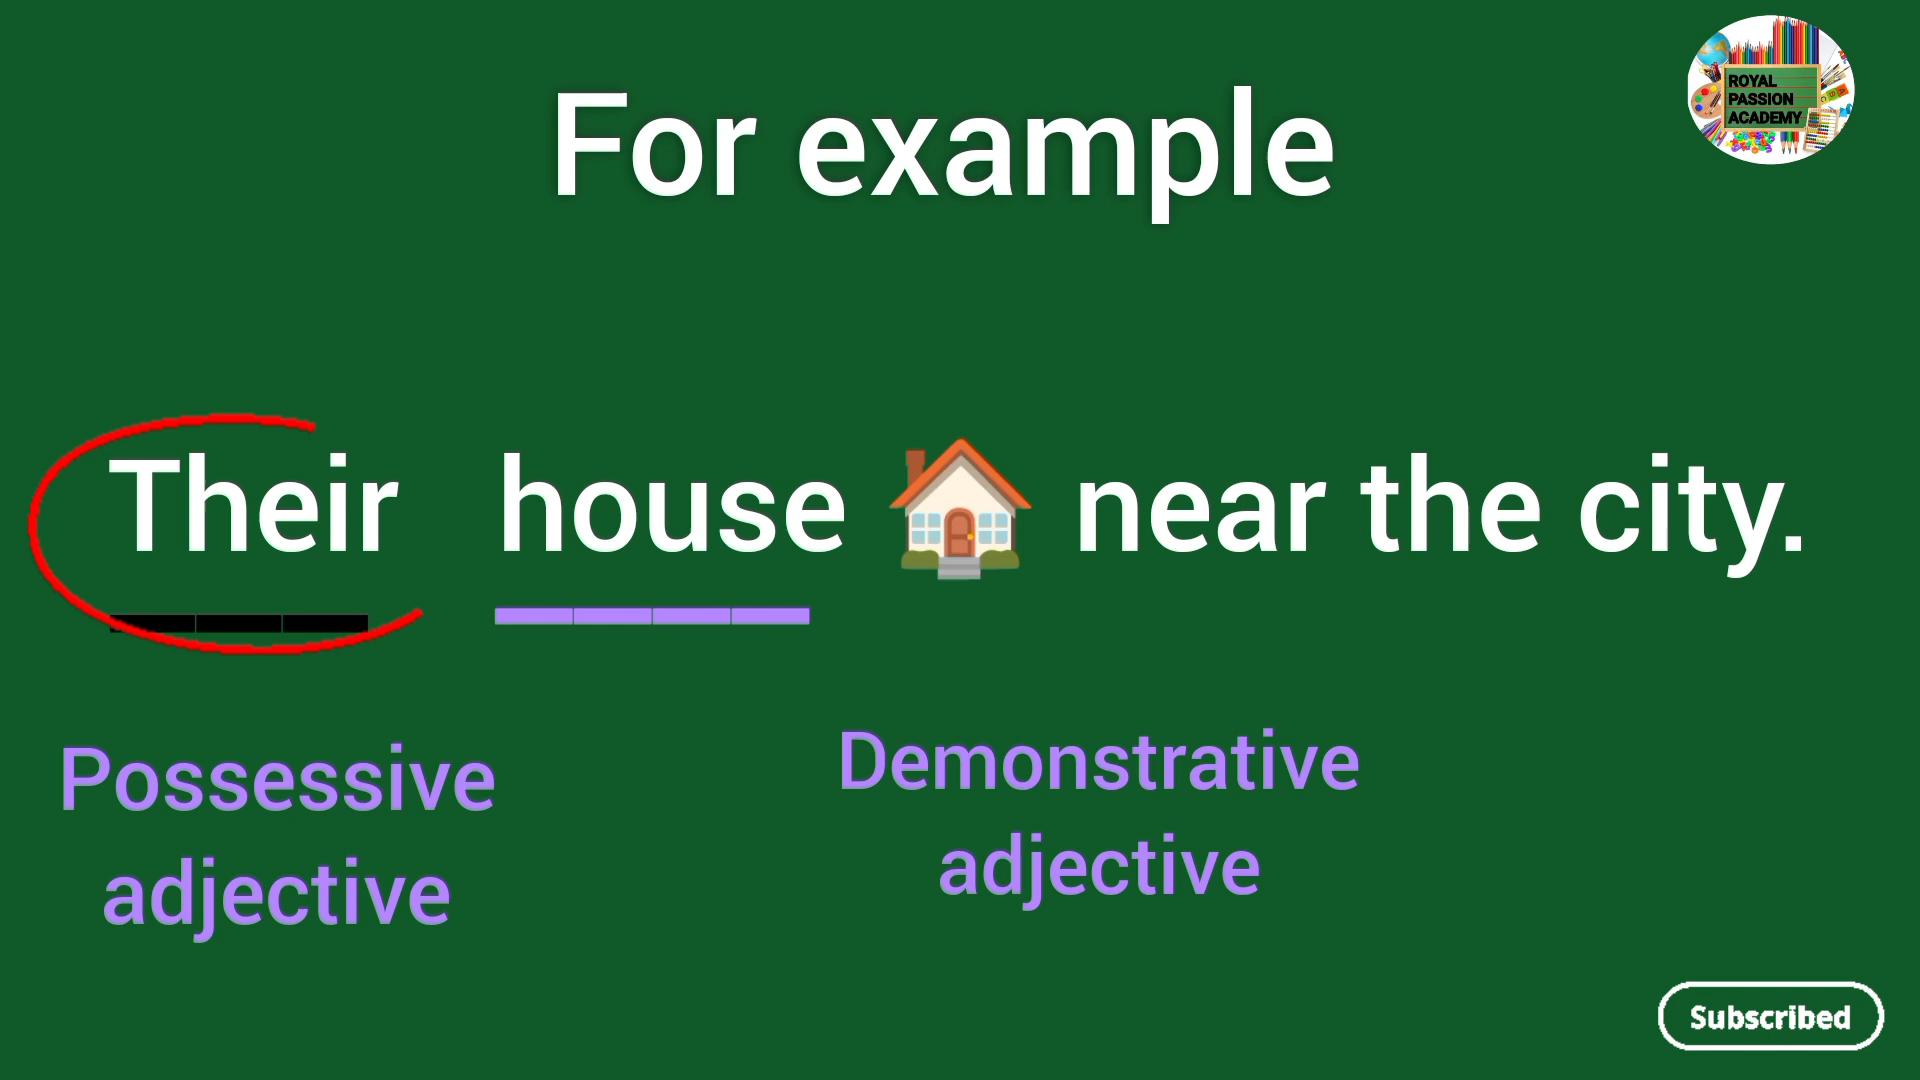 ROYAL
PASSION
ACADEMY
For example
Their house 🏠 near the city.
Possessive
adjective
Demonstrative
adjective
Subscribed